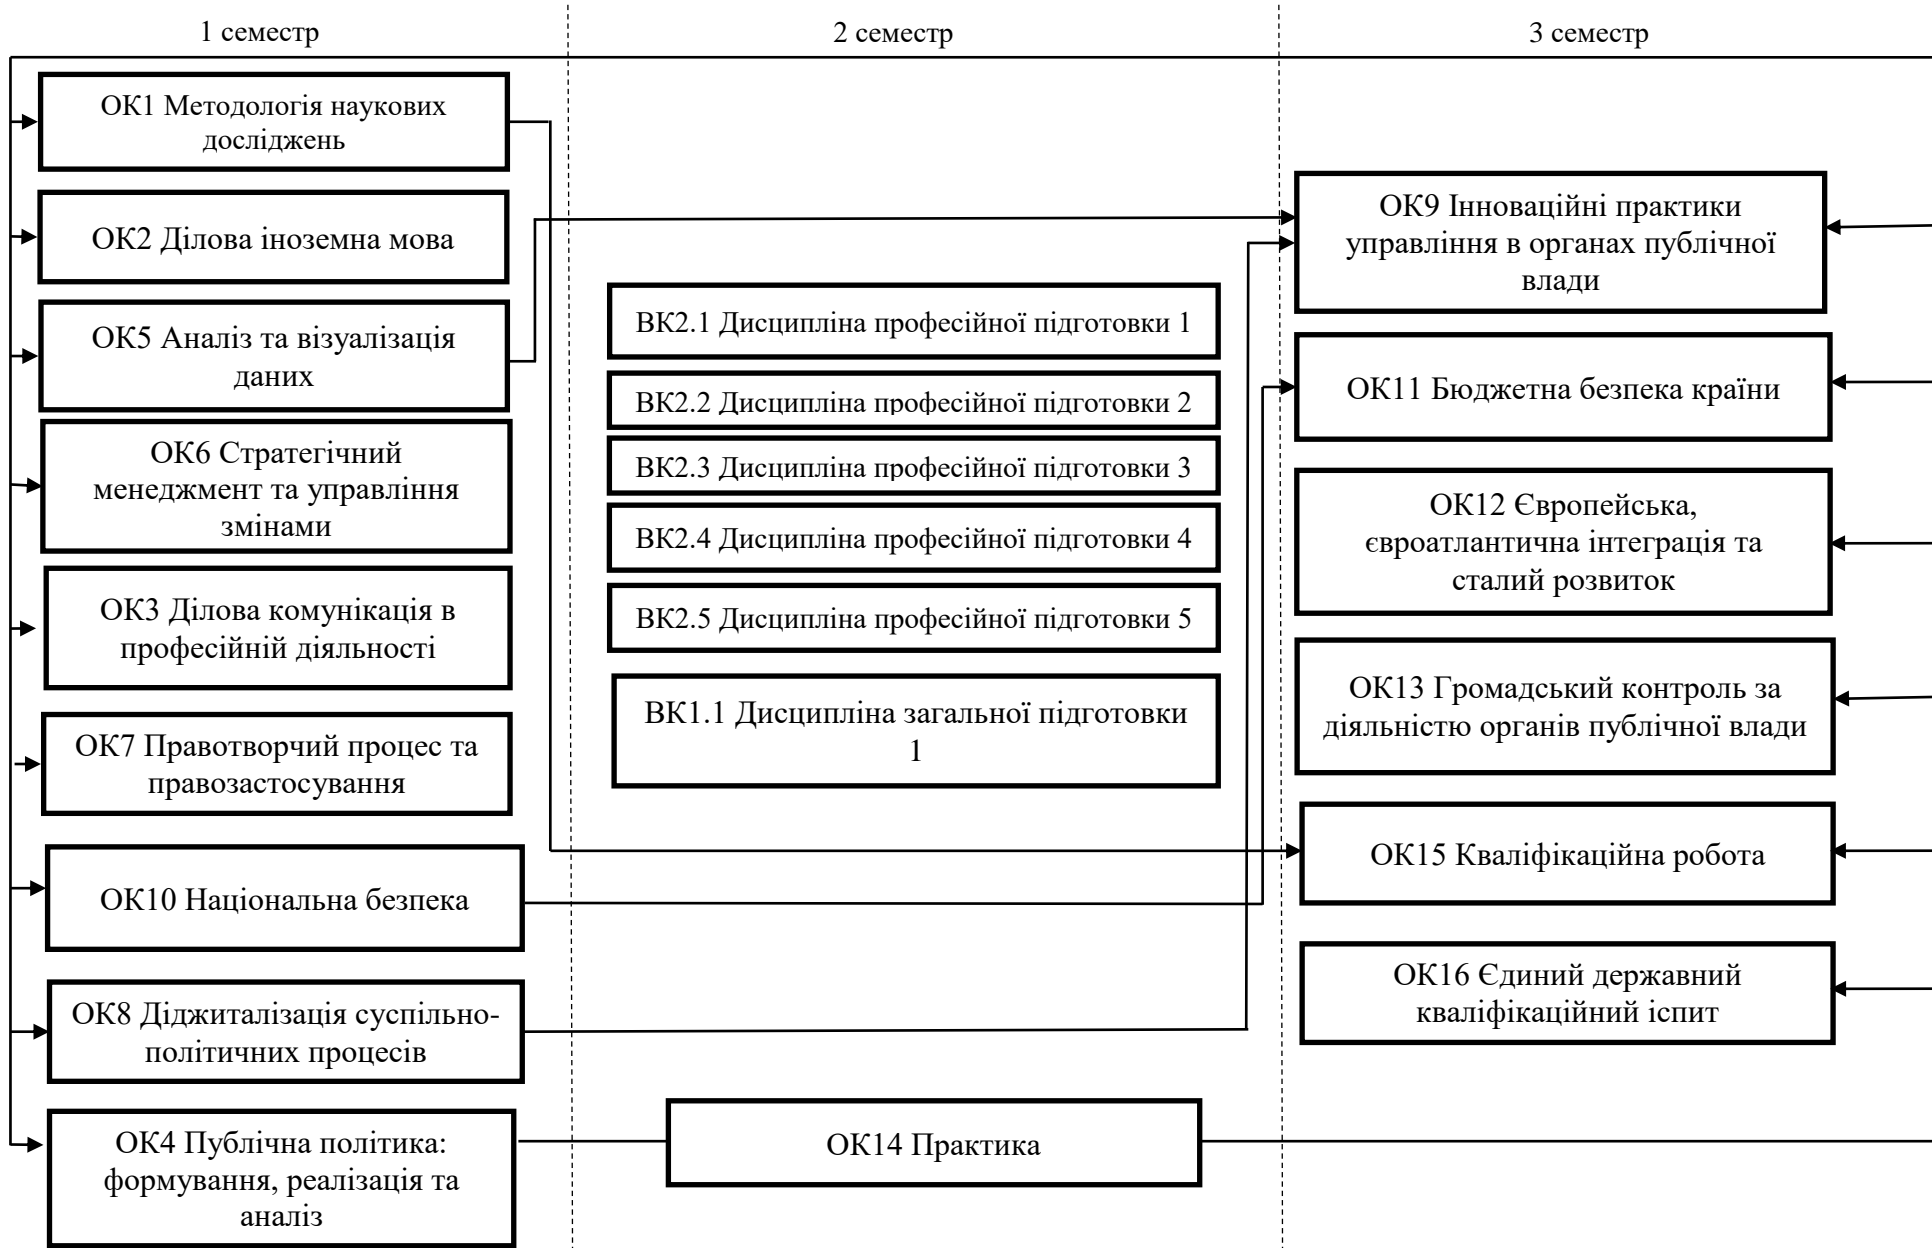 1 семестр
2 семестр
3 семестр
ОК1 Методологія наукових
досліджень
ОК2 Ділова іноземна мова
ОК5 Аналіз та візуалізація
даних
ОК6 Стратегічний
менеджмент та управління
змінами
ОК3 Ділова комунікація в
професійній діяльності
ОК7 Правотворчий процес та
правозастосування
ОК10 Національна безпека
ОК8 Діджиталізація суспільно-
політичних процесів
ОК4 Публічна політика:
формування, реалізація та
аналіз
ВК2.1 Дисципліна професійної підготовки 1
ВК2.2 Дисципліна професійної підготовки 2
ВК2.3 Дисципліна професійної підготовки 3
ВК2.4 Дисципліна професійної підготовки 4
ВК2.5 Дисципліна професійної підготовки 5
ВК1.1 Дисципліна загальної підготовки
1
ОК14 Практика
ОК9 Інноваційні практики
управління в органах публічної
влади
ОК11 Бюджетна безпека країни
ОК12 Європейська,
євроатлантична інтеграція та
сталий розвиток
ОК13 Громадський контроль за
діяльністю органів публічної влади
ОК15 Кваліфікаційна робота
ОК16 Єдиний державний
кваліфікаційний іспит